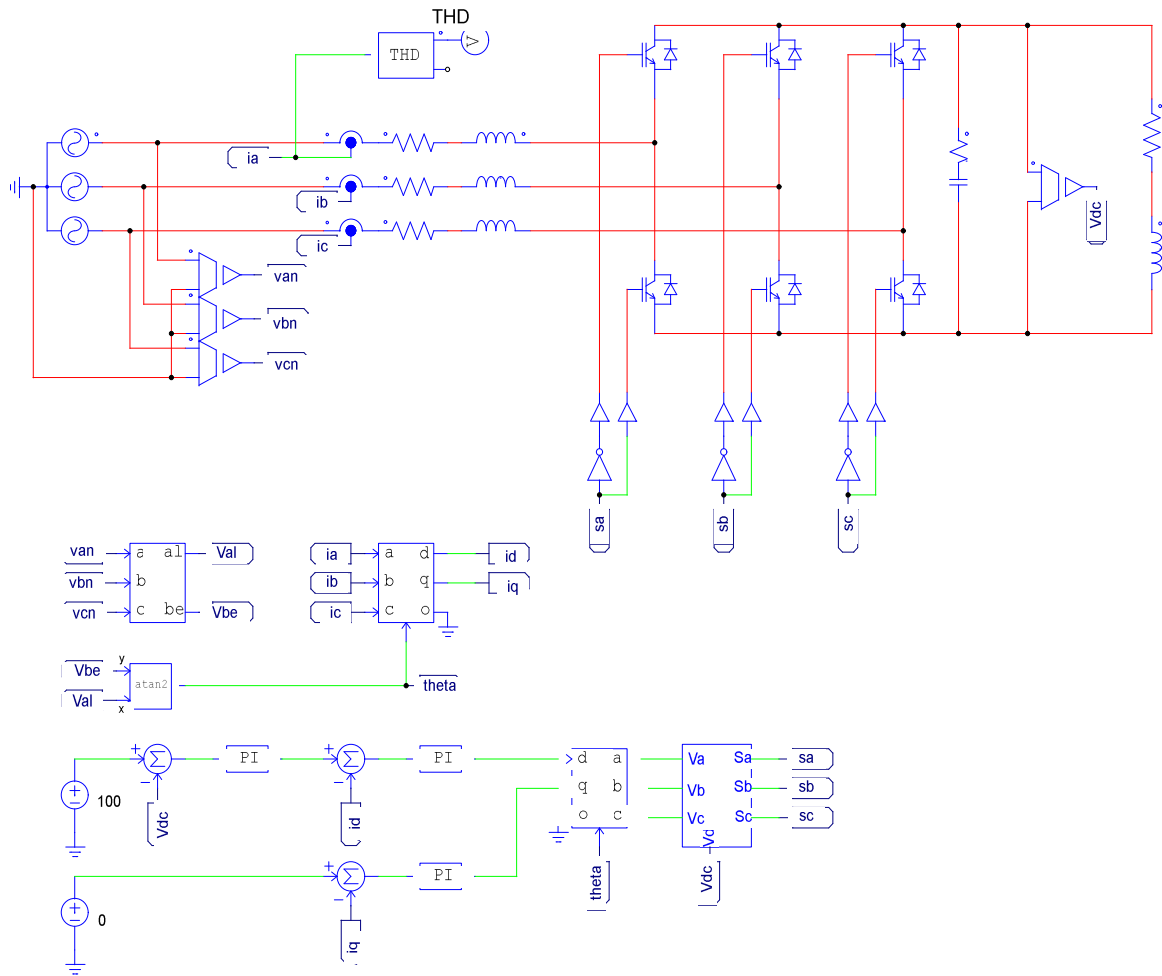 THD
V
THD
ia
ib
ic
van
vbn
vcn
Vdc
sa
sb
sc
van
a
al
Val
vbn
b
vcn
c
be
Vbe
ia
a
d
id
ib
b
q
iq
ic
c
o
Vbe
y
atan2
Val
x
theta
100
+
−
Σ
Vdc
PI
+
−
Σ
id
PI
d
a
q
b
o
c
theta
Va
Sa
sa
Vb
Sb
sb
Vc
Sc
sc
Vd
Vdc
0
+
−
Σ
iq
PI